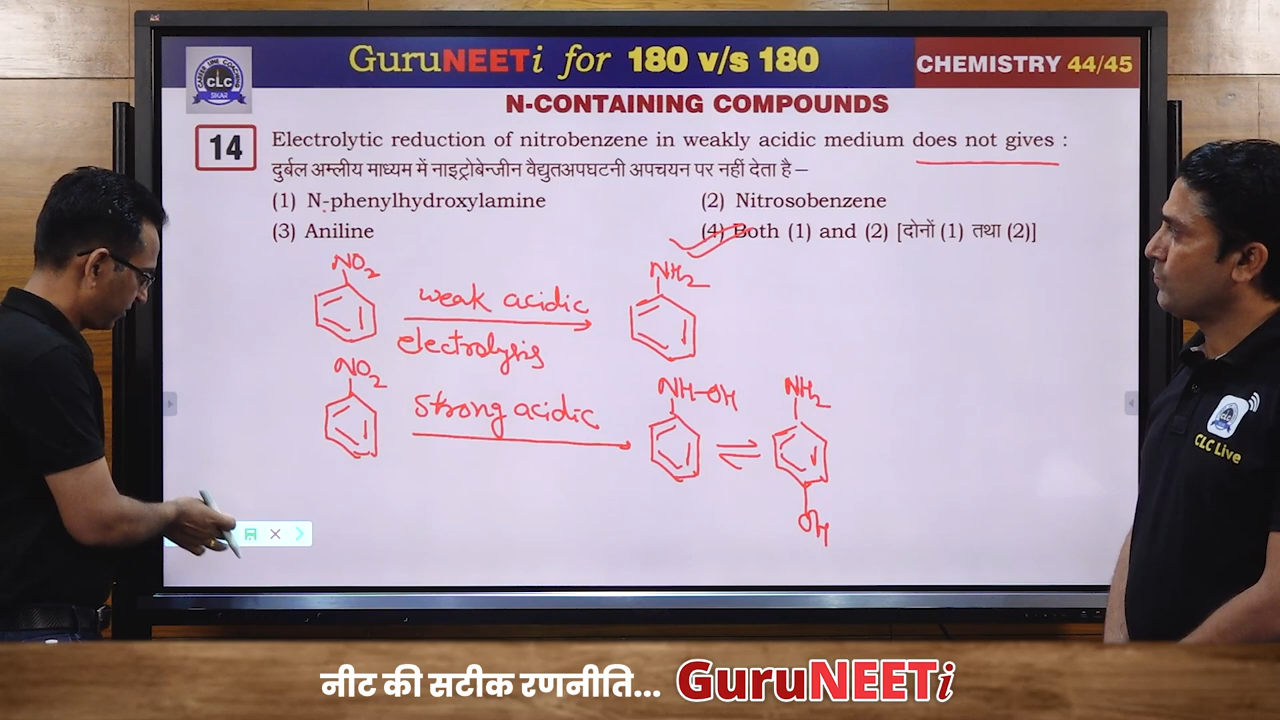 GuruNEETi for 180 v/s 180
CHEMISTRY 44/45
CLC
SIKAR
N-CONTAINING COMPOUNDS
14
Electrolytic reduction of nitrobenzene in weakly acidic medium does not gives :
दुर्बल अम्लीय माध्यम में नाइट्रोबेन्जीन वैद्युतअपघटनी अपचयन पर नहीं देता है –
(1) N-phenylhydroxylamine
(2) Nitrosobenzene
(3) Aniline
(4) Both (1) and (2) [दोनों (1) तथा (2)]
NO2
weak acidic
electrolysis
NH2
NO2
strong acidic
NH-OH
NH2
OH
CLC
CLC Live
नीट की सटीक रणनीति... GuruNEETi